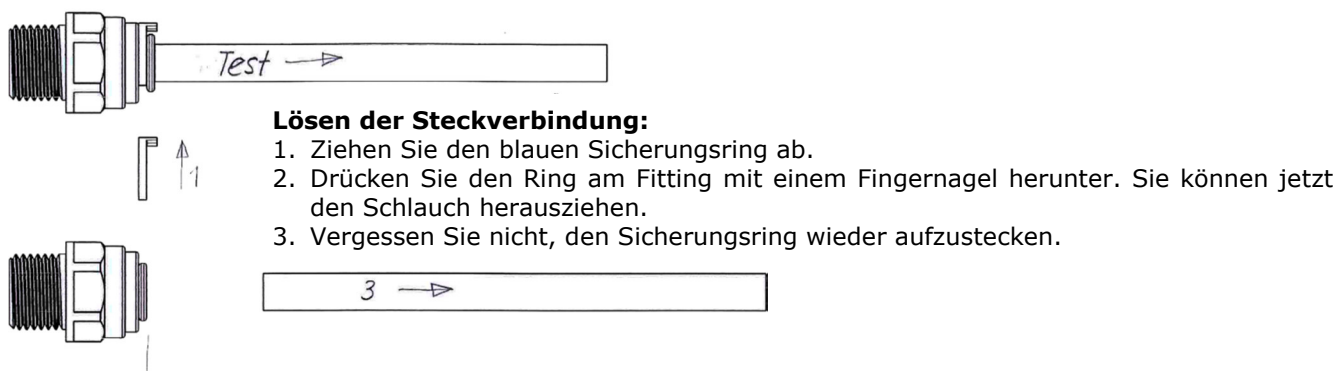 Test
Lösen der Steckverbindung:
1. Ziehen Sie den blauen Sicherungsring ab.
1
2. Drücken Sie den Ring am Fitting mit einem Fingernagel herunter. Sie können jetzt
den Schlauch herausziehen.
3. Vergessen Sie nicht, den Sicherungsring wieder aufzustecken.
3